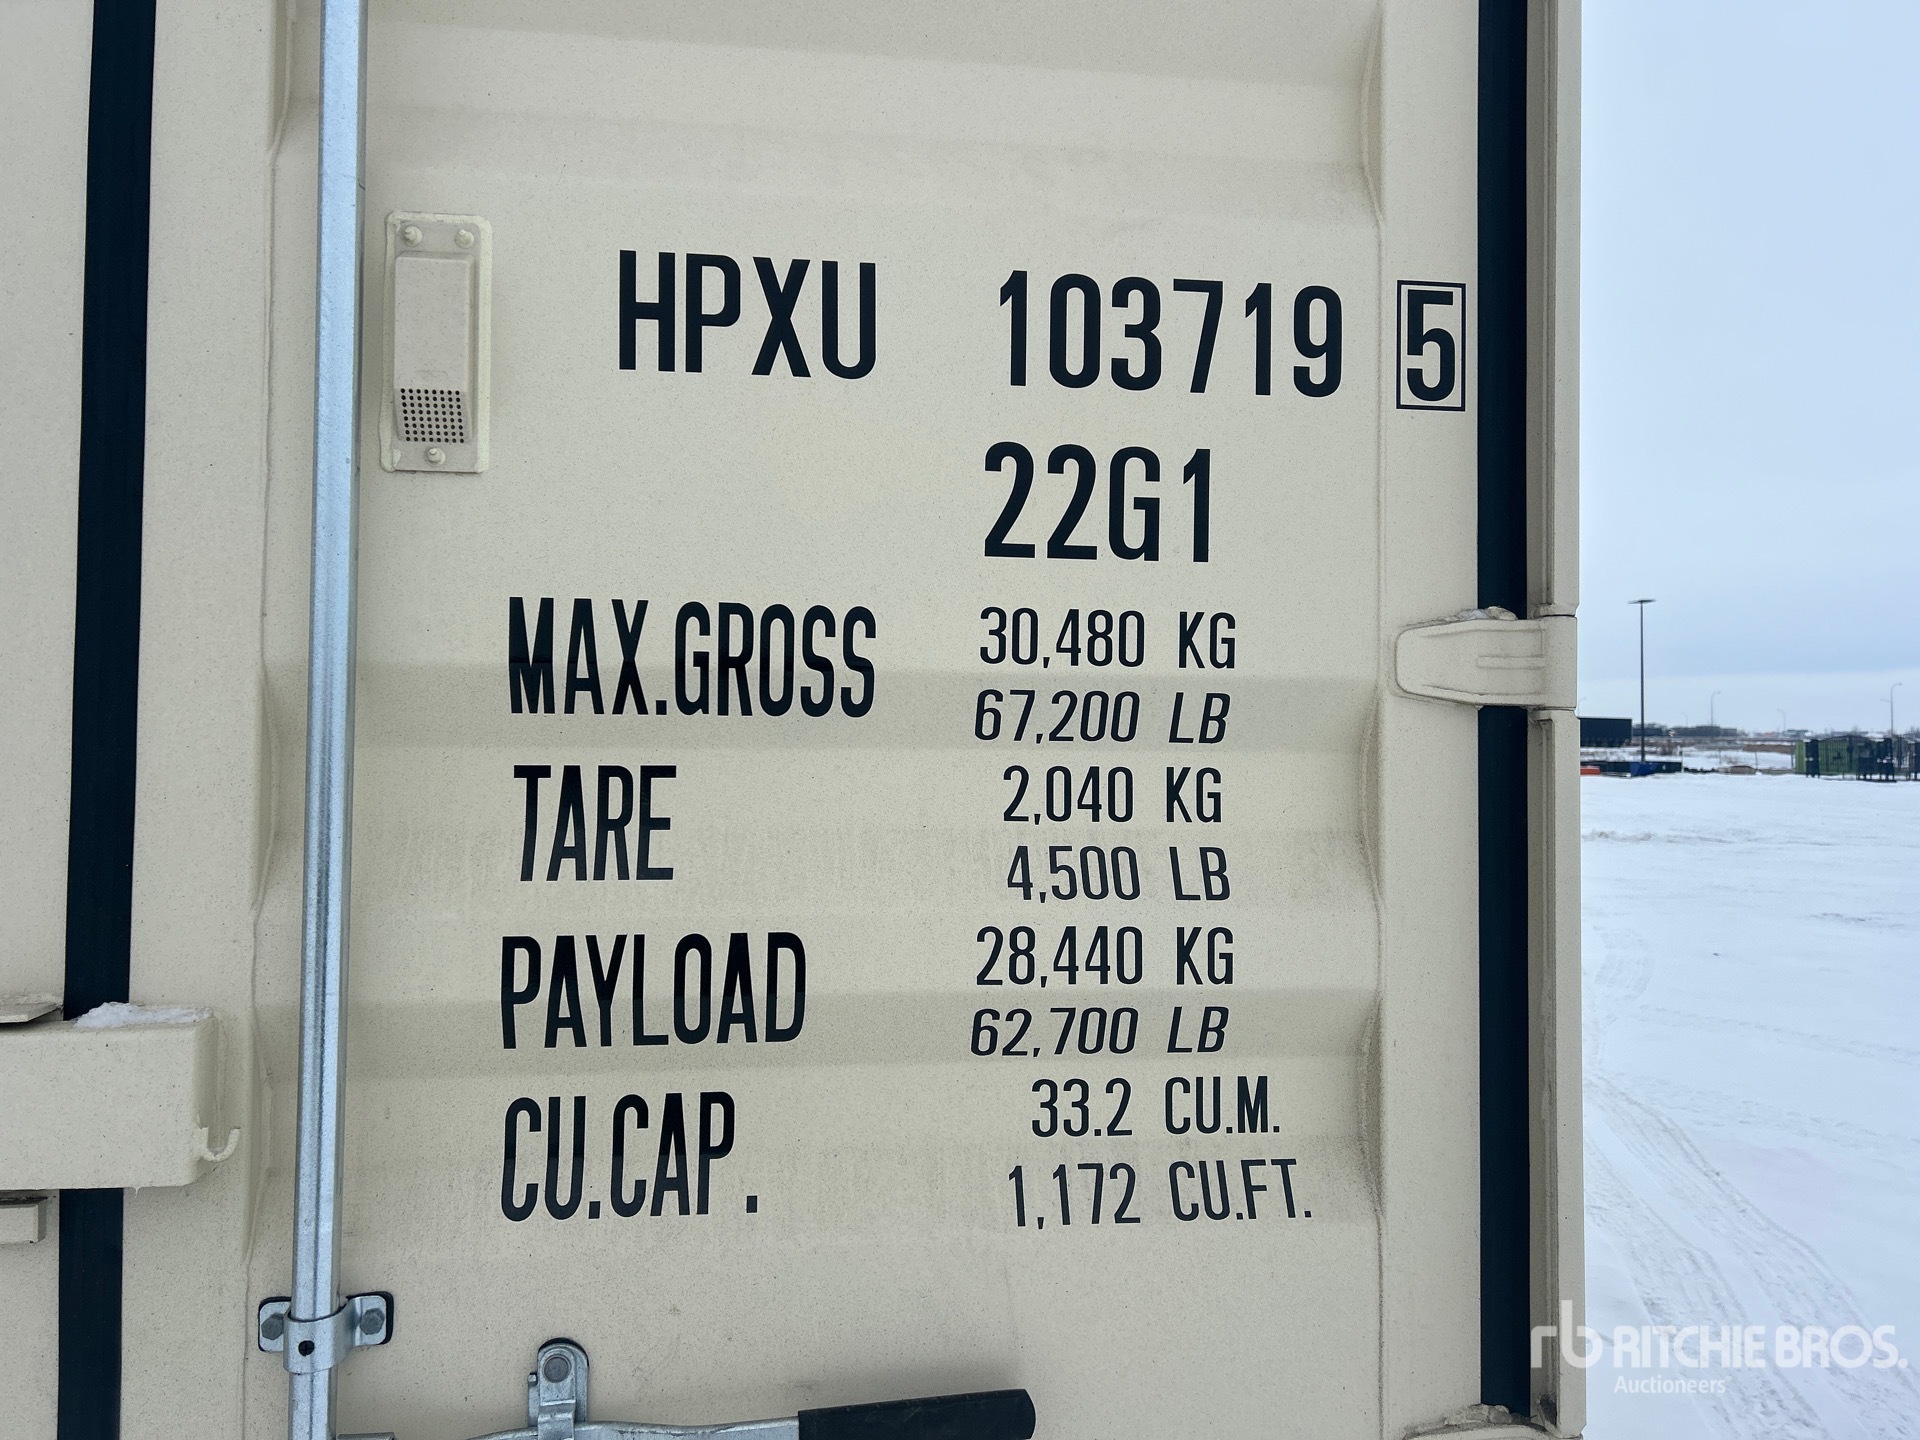 HPXU 103719 5
22G1
MAX.GROSS 30,480 KG
67,200 LB
TARE 2,040 KG
4,500 LB
PAYLOAD 28,440 KG
62,700 LB
CU.CAP. 33.2 CU.M.
1,172 CU.FT.
rb RITCHIE BROS.
Auctioneers